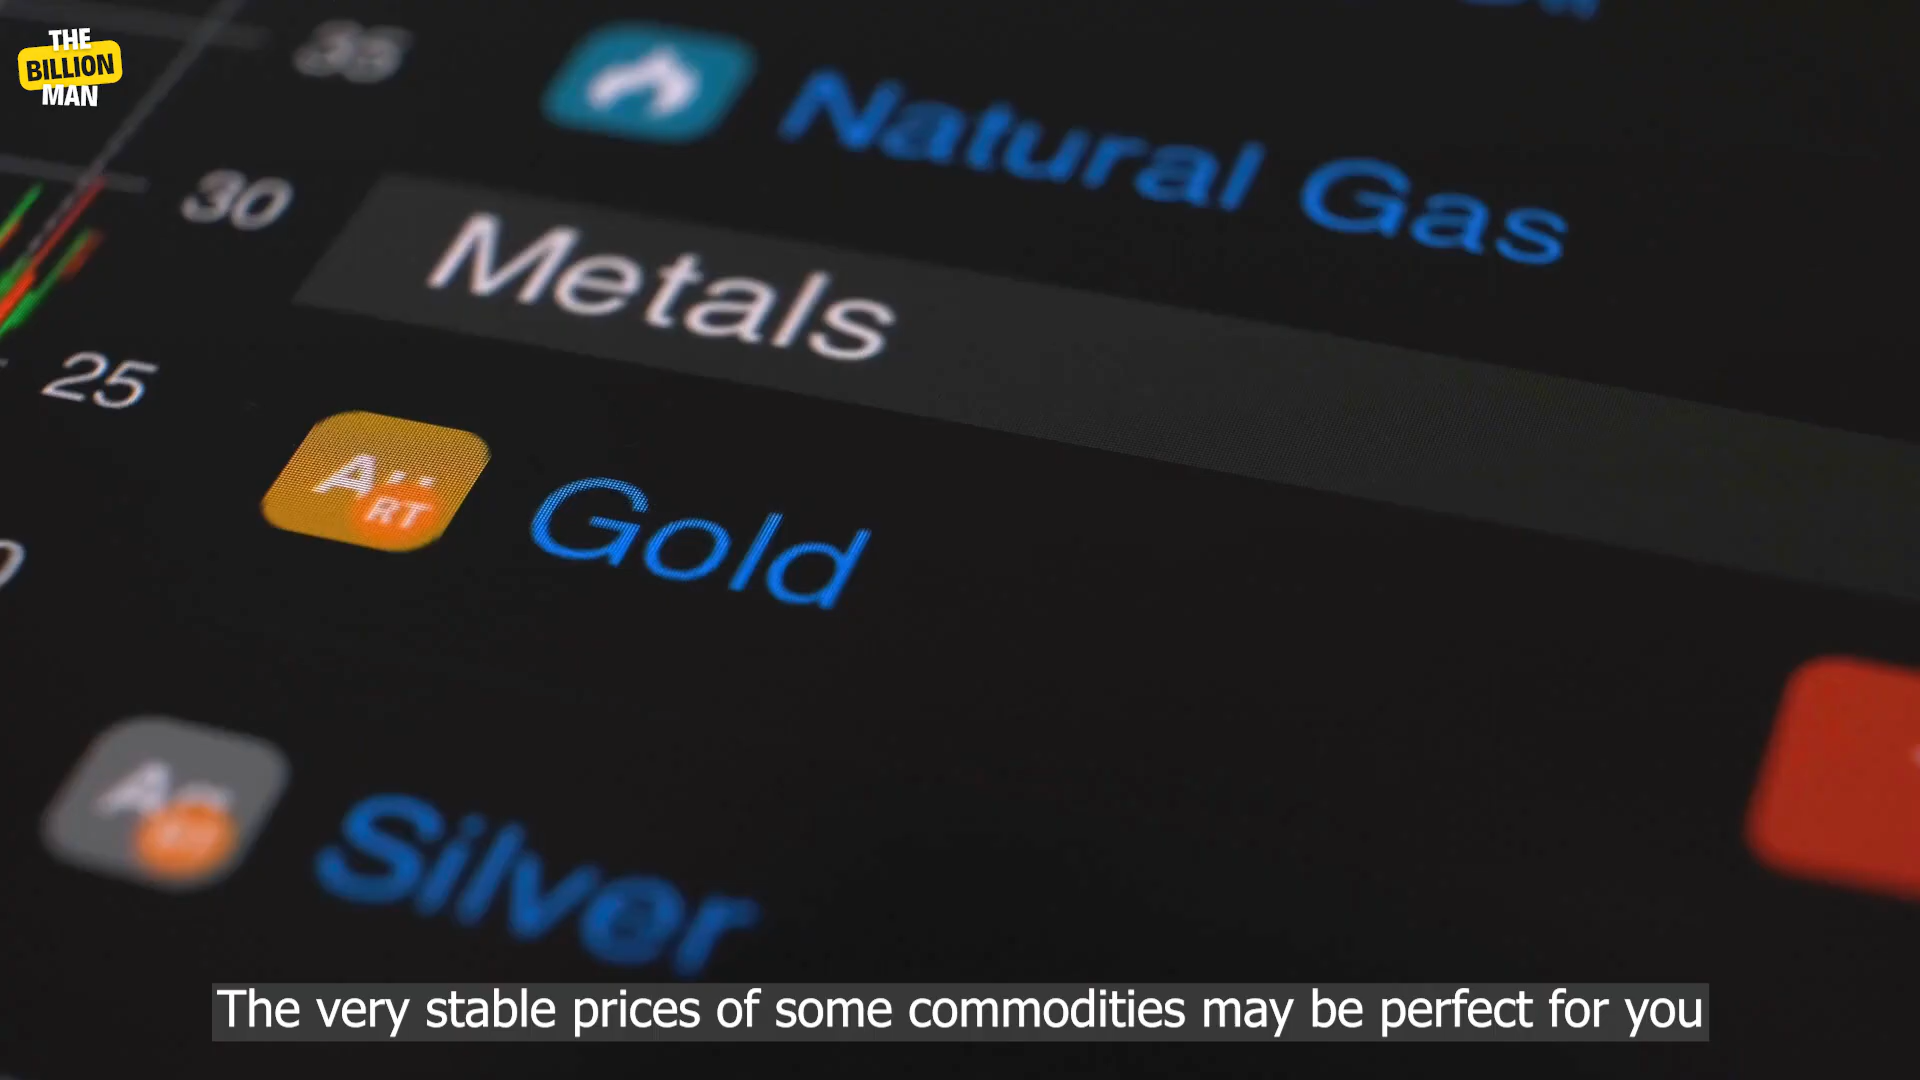 THE
BILLION
MAN
35
Natural Gas
30
Metals
25
RT
Gold
Silver
The very stable prices of some commodities may be perfect for you